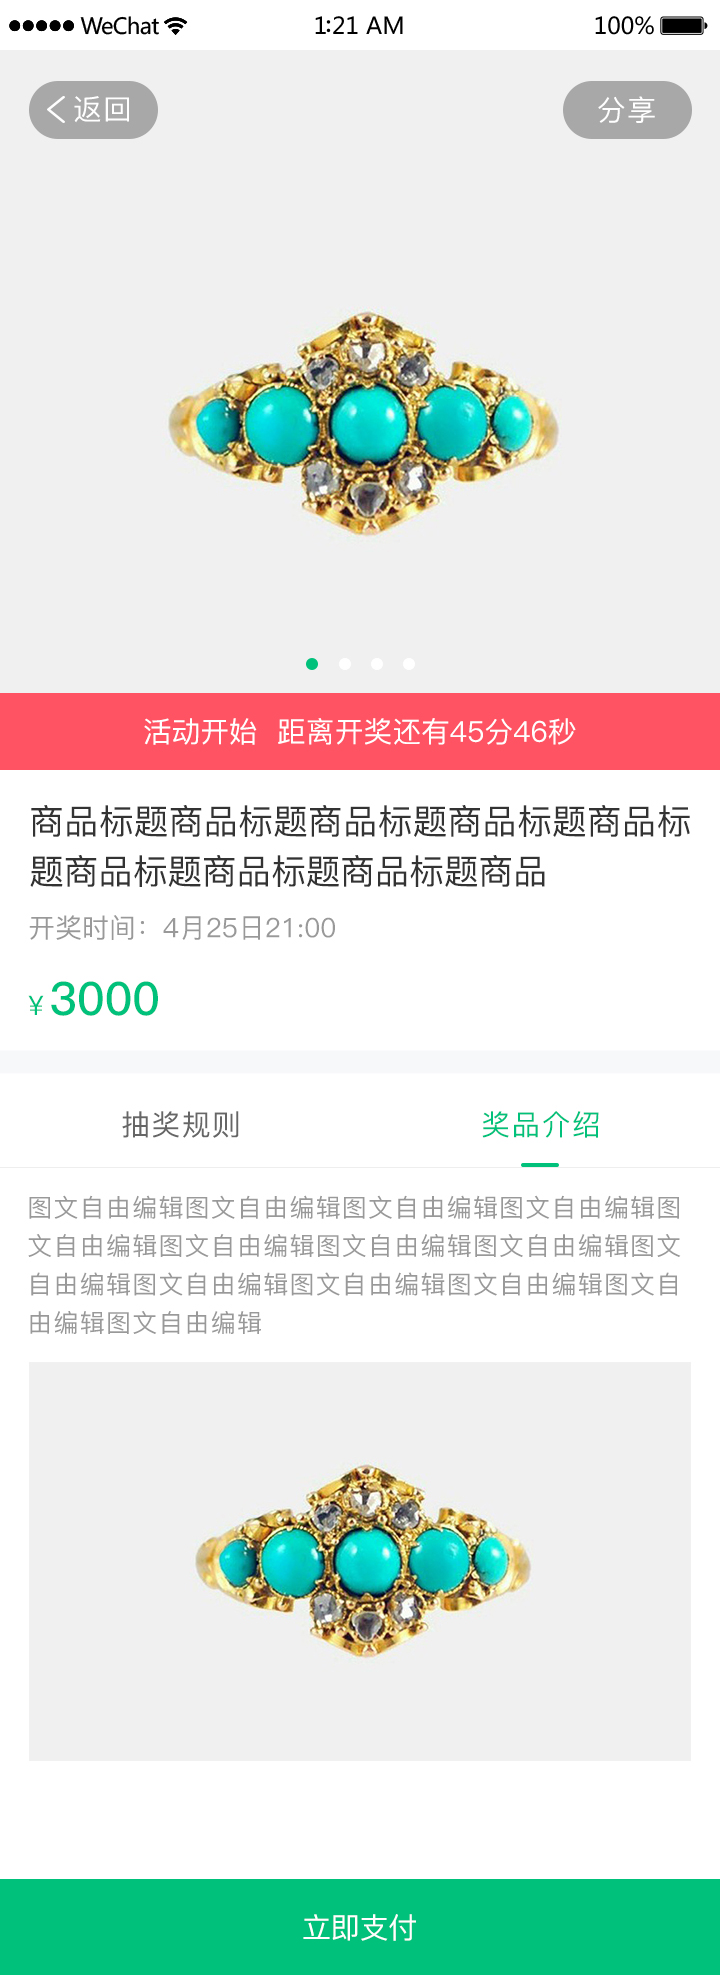 WeChat 1:21 AM 100%
返回 分享
活动开始 距离开奖还有45分46秒
商品标题商品标题商品标题商品标题商品标
题商品标题商品标题商品标题商品
开奖时间：4月25日21:00
¥3000
抽奖规则 奖品介绍
图文自由编辑图文自由编辑图文自由编辑图文自由编辑图
文自由编辑图文自由编辑图文自由编辑图文自由编辑图文
自由编辑图文自由编辑图文自由编辑图文自由编辑图文自
由编辑图文自由编辑
立即支付